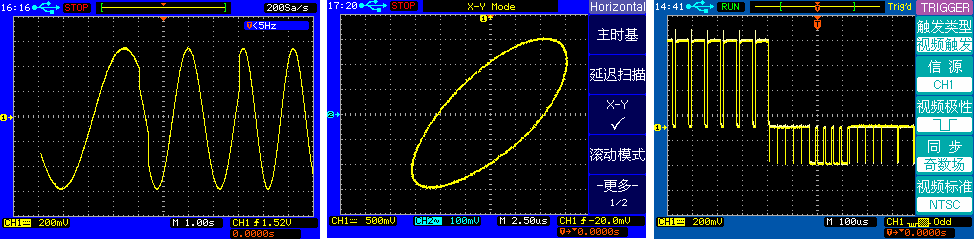 16:16 STOP 200Sa/s
<5Hz
1
CH1 200mV M 1.00s CH1 1.52V
0.0000s
17:20 STOP X-Y Mode Horizontal
1
2
主时基
延迟扫描
X-Y
滚动模式
-更多-
1/2
CH1 500mV CH2 100mV M 2.50us CH1 -20.0mV
0.0000s
14:41 RUN Trig'd TRIGGER
T
1
触发类型
视频触发
信 源
CH1
视频极性
同 步
奇数场
视频标准
NTSC
CH1 200mV M 100us CH1 Odd
0.0000s